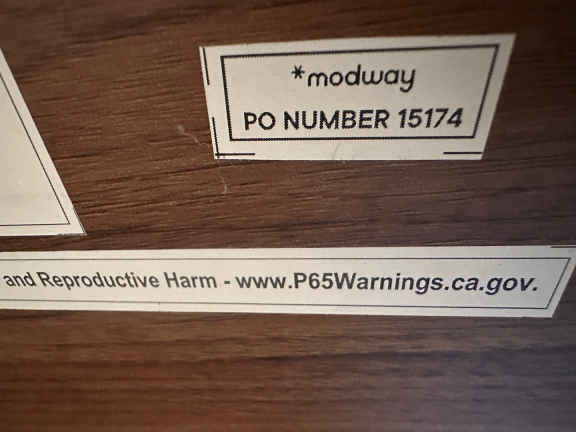 *modway
PO NUMBER 15174
and Reproductive Harm - www.P65Warnings.ca.gov.